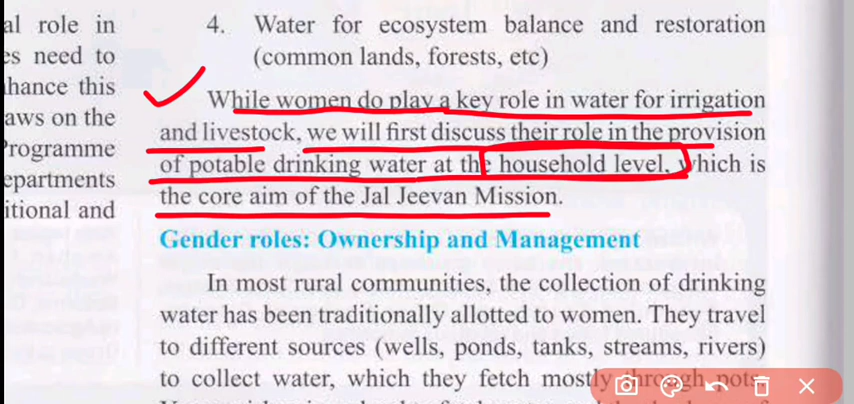 al role in
es need to
hance this
aws on the
Programme
epartments
itional and
4. Water for ecosystem balance and restoration
(common lands, forests, etc)
While women do play a key role in water for irrigation
and livestock, we will first discuss their role in the provision
of potable drinking water at the household level, which is
the core aim of the Jal Jeevan Mission.
Gender roles: Ownership and Management
In most rural communities, the collection of drinking
water has been traditionally allotted to women. They travel
to different sources (wells, ponds, tanks, streams, rivers)
to collect water, which they fetch mostly through pots.